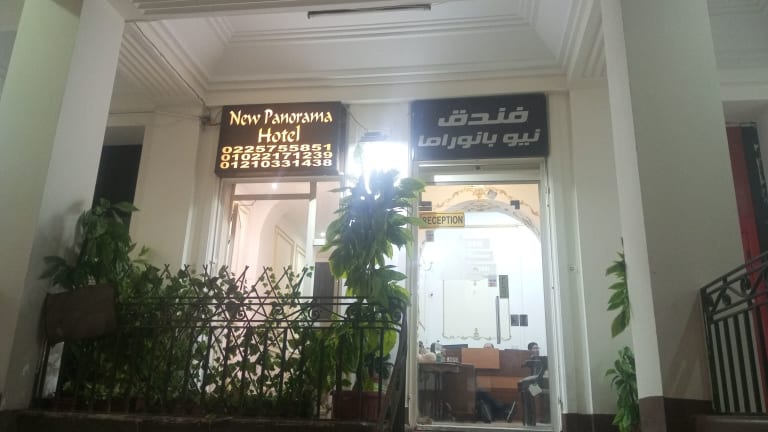 New Panorama
Hotel
0225755851
01022171239
01210331438
فندق
نيو بانوراما
RECEPTION